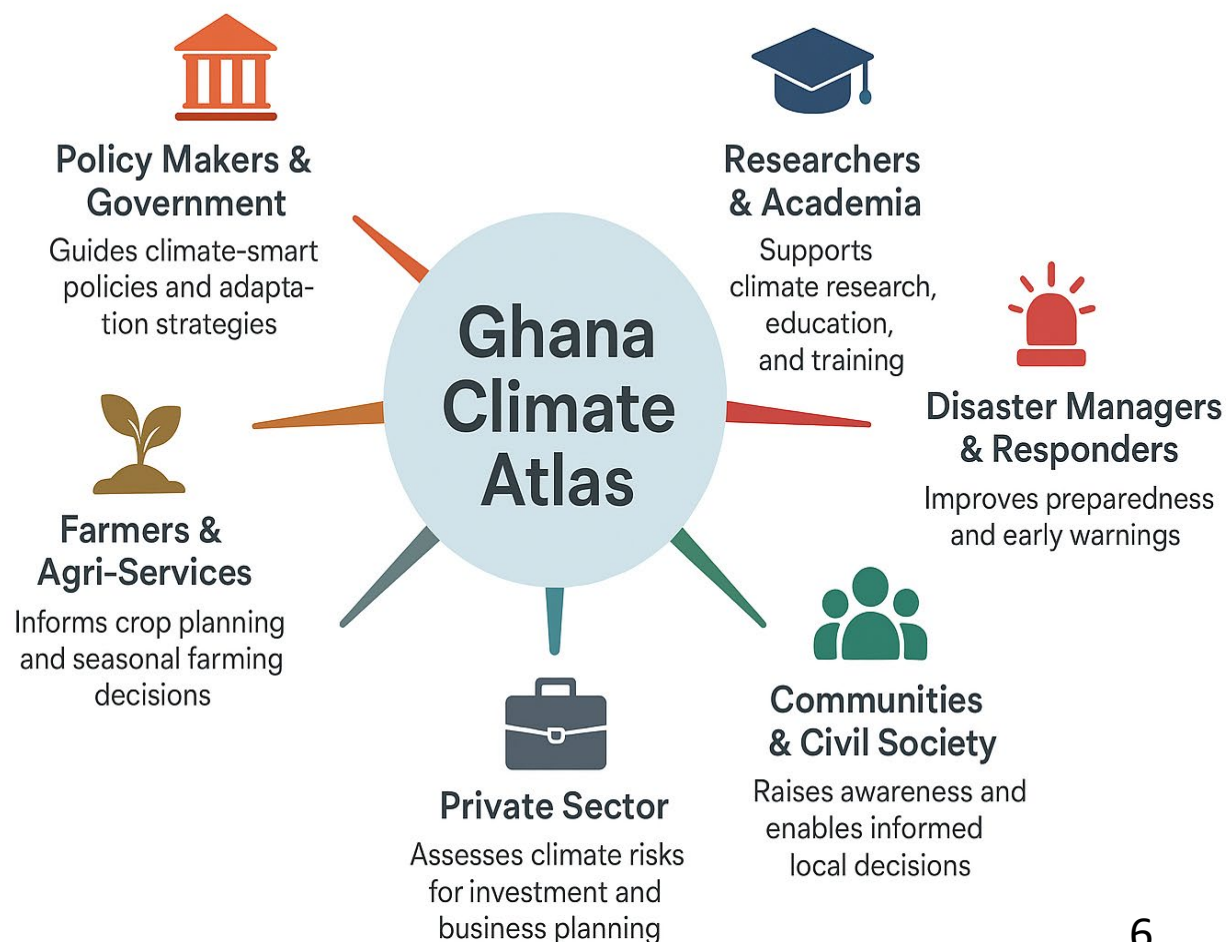 Policy Makers &
Government
Guides climate-smart
policies and adapta-
tion strategies
Researchers
& Academia
Supports
climate research,
education,
and training
Ghana
Climate
Atlas
Disaster Managers
& Responders
Improves preparedness
and early warnings
Farmers &
Agri-Services
Informs crop planning
and seasonal farming
decisions
Communities
& Civil Society
Raises awareness and
enables informed
local decisions
Private Sector
Assesses climate risks
for investment and
business planning
6